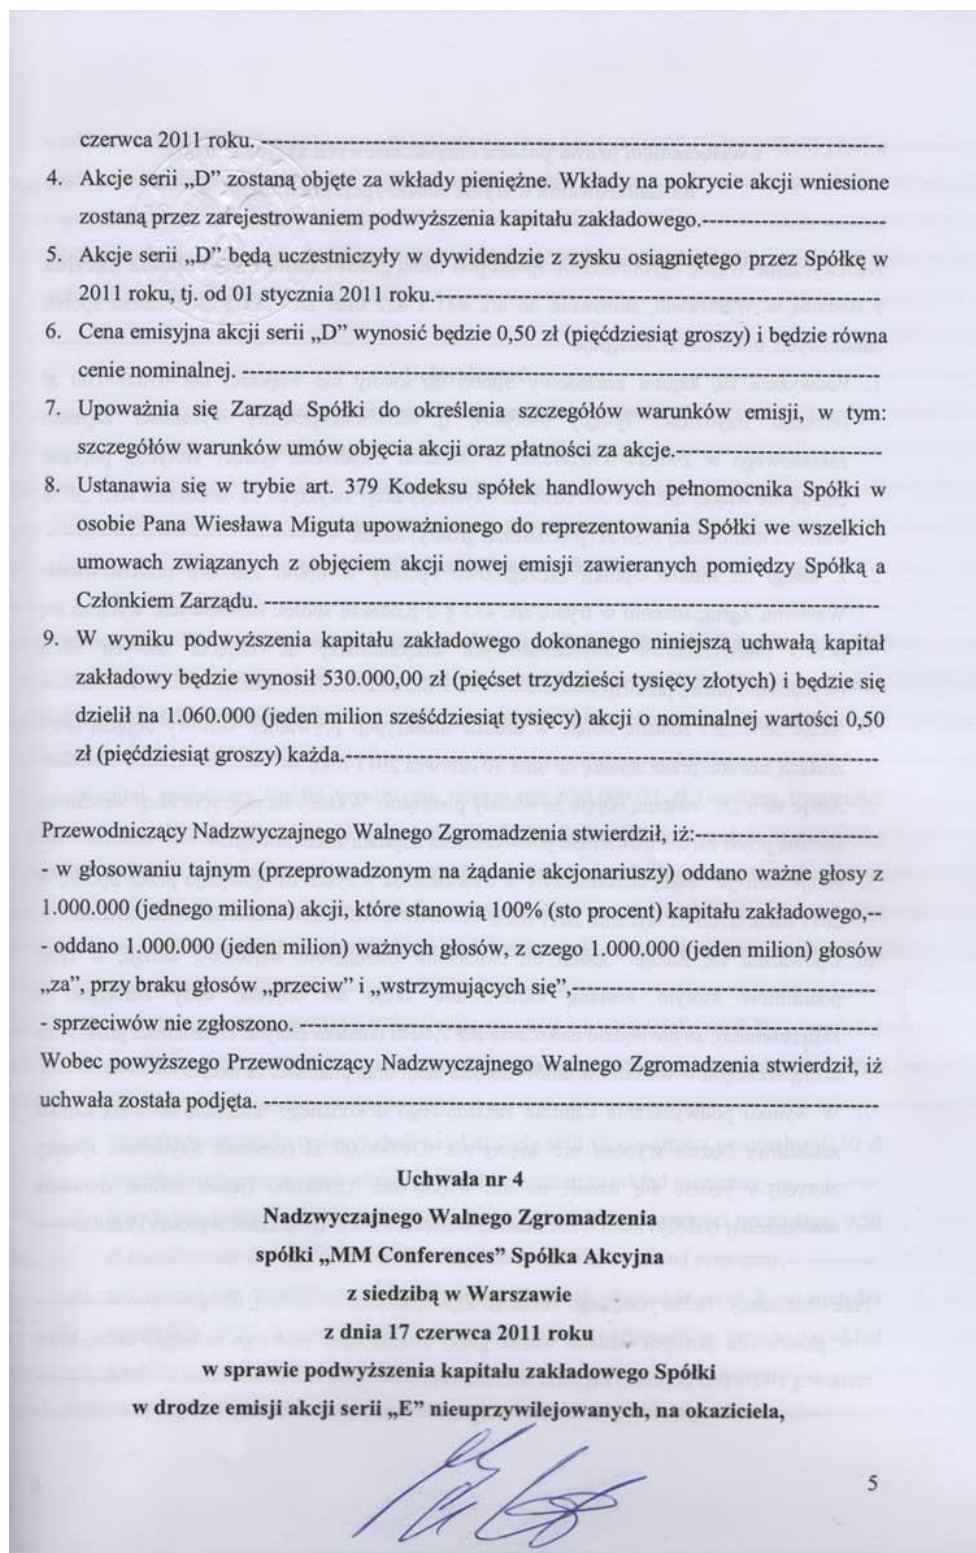 czerwca 2011 roku. ------------------------------------------------------------
4. Akcje serii „D” zostaną objęte za wkłady pieniężne. Wkłady na pokrycie akcji wniesione
zostaną przez zarejestrowaniem podwyższenia kapitału zakładowego.------------------
5. Akcje serii „D” będą uczestniczyły w dywidendzie z zysku osiągniętego przez Spółkę w
2011 roku, tj. od 01 stycznia 2011 roku.--------------------------------------------
6. Cena emisyjna akcji serii „D” wynosić będzie 0,50 zł (pięćdziesiąt groszy) i będzie równa
cenie nominalnej. --------------------------------------------------------------
7. Upoważnia się Zarząd Spółki do określenia szczegółów warunków emisji, w tym:
szczegółów warunków umów objęcia akcji oraz płatności za akcje.--------------------
8. Ustanawia się w trybie art. 379 Kodeksu spółek handlowych pełnomocnika Spółki w
osobie Pana Wiesława Miguta upoważnionego do reprezentowania Spółki we wszelkich
umowach związanych z objęciem akcji nowej emisji zawieranych pomiędzy Spółką a
Członkiem Zarządu. ------------------------------------------------------------
9. W wyniku podwyższenia kapitału zakładowego dokonanego niniejszą uchwałą kapitał
zakładowy będzie wynosił 530.000,00 zł (pięćset trzydzieści tysięcy złotych) i będzie się
dzielił na 1.060.000 (jeden milion sześćdziesiąt tysięcy) akcji o nominalnej wartości 0,50
zł (pięćdziesiąt groszy) każda.----------------------------------------------------
Przewodniczący Nadzwyczajnego Walnego Zgromadzenia stwierdził, iż:------------------
- w głosowaniu tajnym (przeprowadzonym na żądanie akcjonariuszy) oddano ważne głosy z
1.000.000 (jednego miliona) akcji, które stanowią 100% (sto procent) kapitału zakładowego,--
- oddano 1.000.000 (jeden milion) ważnych głosów, z czego 1.000.000 (jeden milion) głosów
„za”, przy braku głosów „przeciw” i „wstrzymujących sie”,------------------------------
- sprzeciwów nie zgłoszono. --------------------------------------------------------
Wobec powyższego Przewodniczący Nadzwyczajnego Walnego Zgromadzenia stwierdził, iż
uchwała została podjęta. ------------------------------------------------------------
Uchwała nr 4
Nadzwyczajnego Walnego Zgromadzenia
spółki „MM Conferences” Spółka Akcyjna
z siedzibą w Warszawie
z dnia 17 czerwca 2011 roku
w sprawie podwyższenia kapitału zakładowego Spółki
w drodze emisji akcji serii „E” nieuprzywilejowanych, na okaziciela,
5